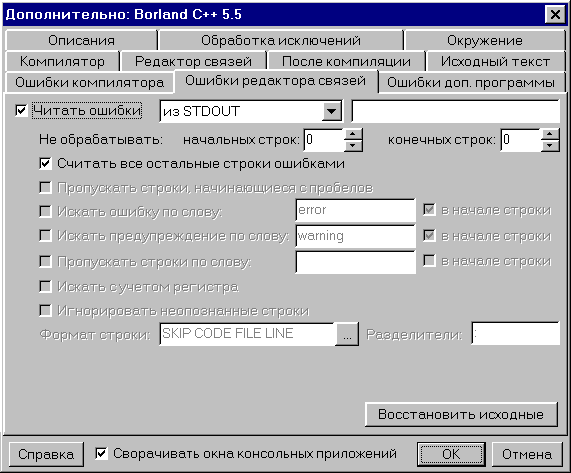 Дополнительно: Borland C++ 5.5
Описания Обработка исключений Окружение
Компилятор Редактор связей После компиляции Исходный текст
Ошибки компилятора Ошибки редактора связей Ошибки доп. программы
Читать ошибки из STDOUT
Не обрабатывать: начальных строк: 0 конечных строк: 0
Считать все остальные строки ошибками
Пропускать строки, начинающиеся с пробелов
Искать ошибку по слову: error в начале строки
Искать предупреждение по слову: warning в начале строки
Пропускать строки по слову: в начале строки
Искать с учетом регистра
Игнорировать неопознанные строки
Формат строки: SKIP CODE FILE LINE ... Разделители: :
Восстановить исходные
Справка Сворачивать окна консольных приложений OK Отмена